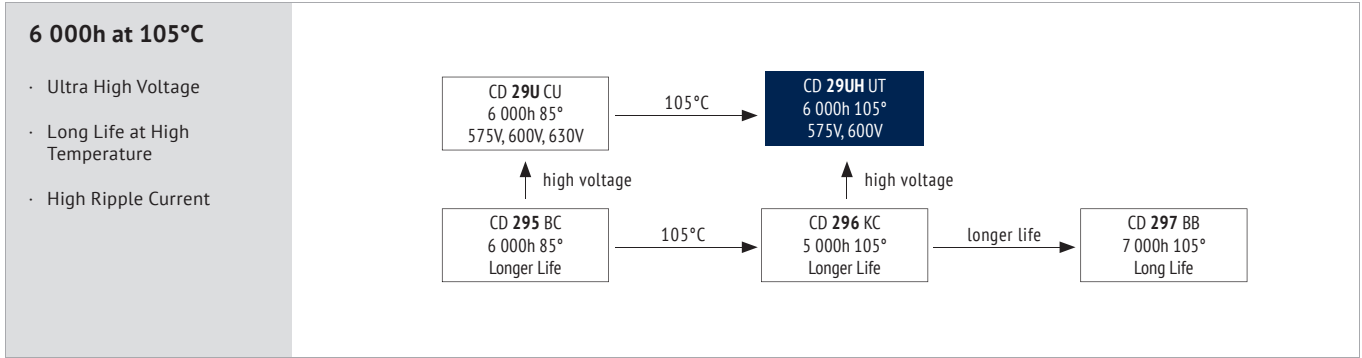 6 000h at 105°C
· Ultra High Voltage
· Long Life at High
Temperature
· High Ripple Current
CD 29U CU
6 000h 85°
575V, 600V, 630V
105°C
CD 29UH UT
6 000h 105°
575V, 600V
high voltage
high voltage
CD 295 BC
6 000h 85°
Longer Life
105°C
CD 296 KC
5 000h 105°
Longer Life
longer life
CD 297 BB
7 000h 105°
Long Life